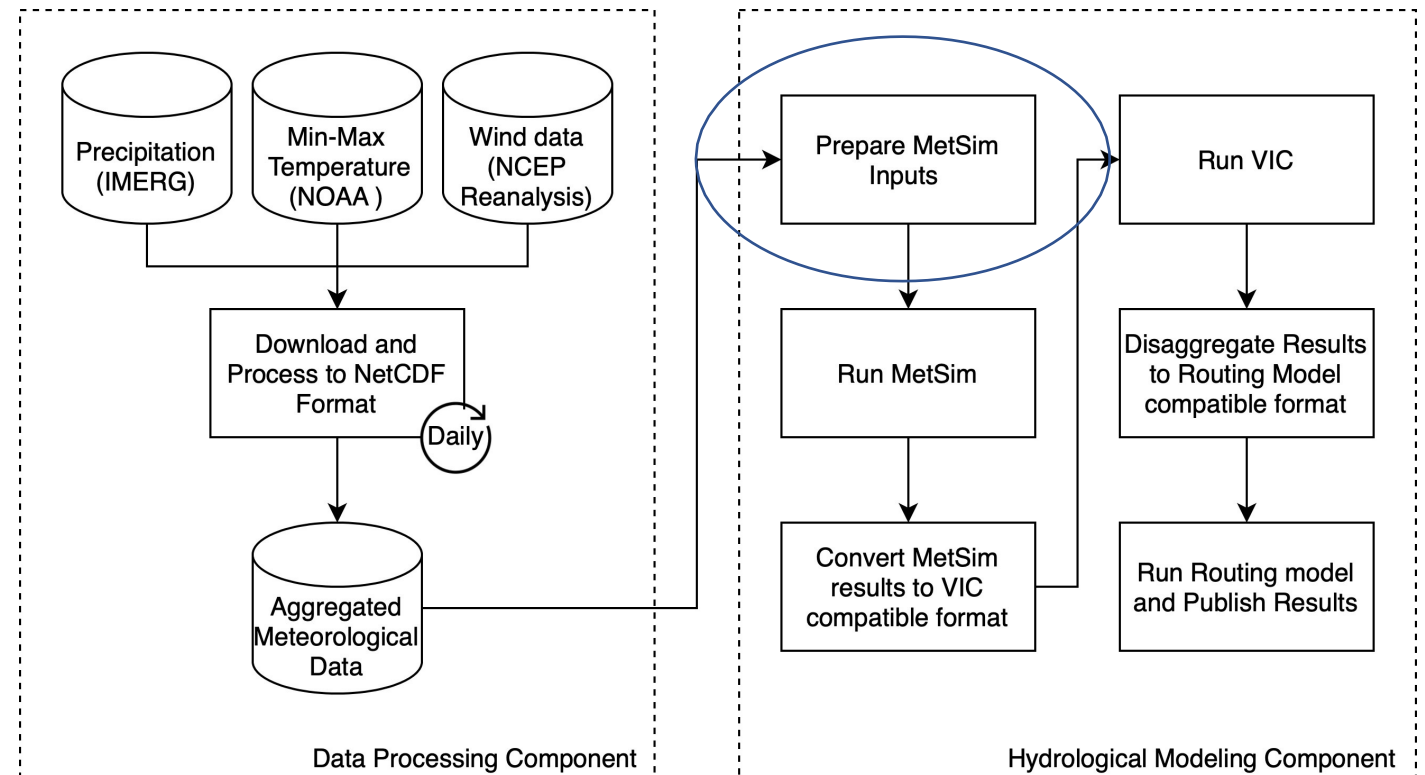 Precipitation
(IMERG)
Min-Max
Temperature
(NOAA )
Wind data
(NCEP
Reanalysis)
Download and
Process to NetCDF
Format
Daily
Aggregated
Meteorological
Data
Data Processing Component
Prepare MetSim
Inputs
Run MetSim
Convert MetSim
results to VIC
compatible format
Run VIC
Disaggregate Results
to Routing Model
compatible format
Run Routing model
and Publish Results
Hydrological Modeling Component